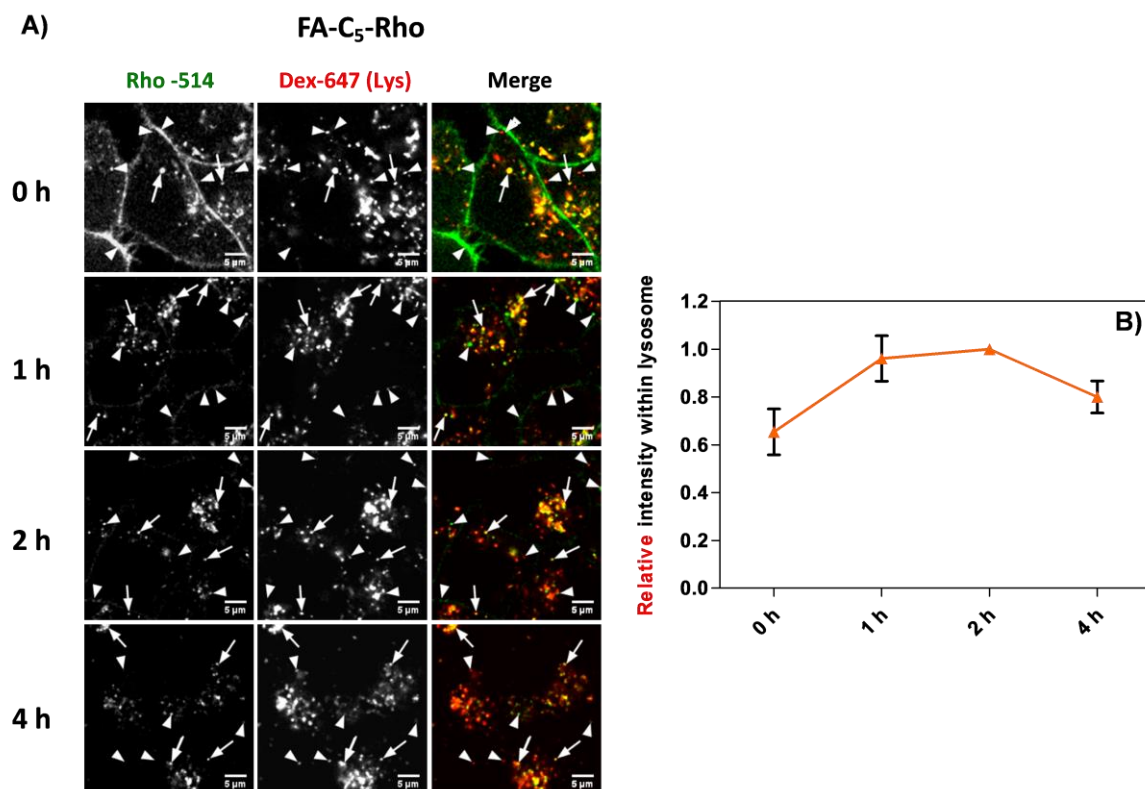 A)
FA-C₅-Rho
Rho -514
Dex-647 (Lys)
Merge
0 h
5 µm
5 µm
5 µm
1 h
5 µm
5 µm
5 µm
2 h
5 µm
5 µm
5 µm
4 h
5 µm
5 µm
5 µm
B)
Relative intensity within lysosome
1.2
1.0
0.8
0.6
0.4
0.2
0.0
0 h
1 h
2 h
4 h